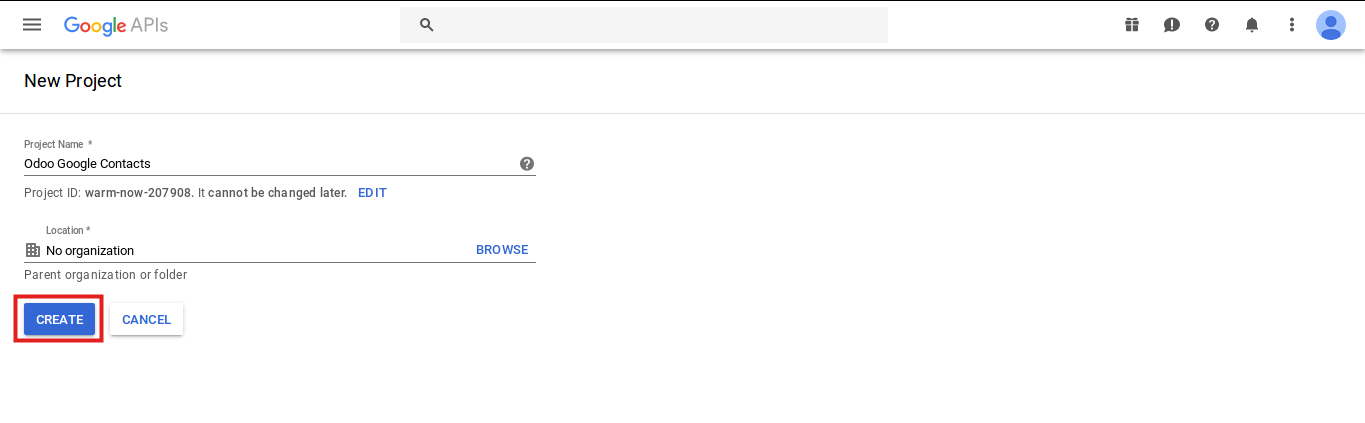 Google APIs
New Project
Project Name *
Odoo Google Contacts
Project ID: warm-now-207908. It cannot be changed later. EDIT
Location *
No organization BROWSE
Parent organization or folder
CREATE CANCEL